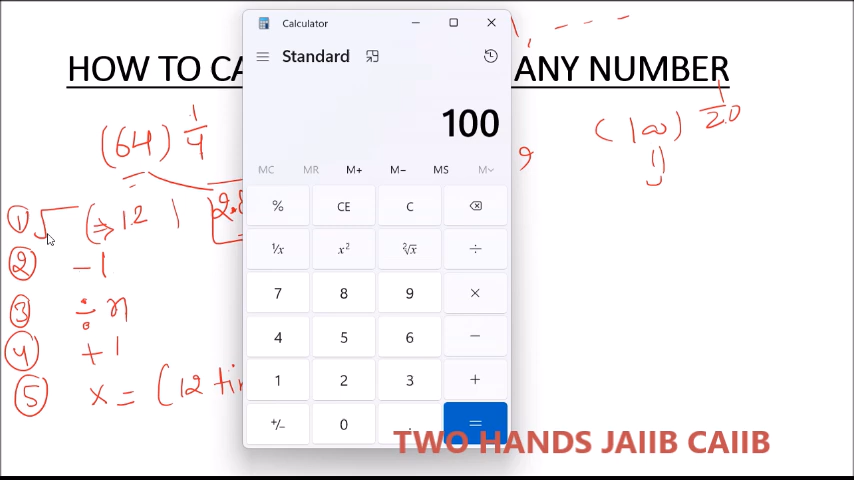 Calculator
Standard
HOW TO CA
ANY NUMBER
100
(64)^1/4
(100)^1/20
MC MR M+ M− MS M
% CE C
① √ (⇒ 12
② − 1
③ ÷ n
④ + 1
⑤ x = (12 tim
¹/x x² ²√x ÷
7 8 9 ×
4 5 6 −
1 2 3 +
+/− 0 . =
TWO HANDS JAIIB CAIIB